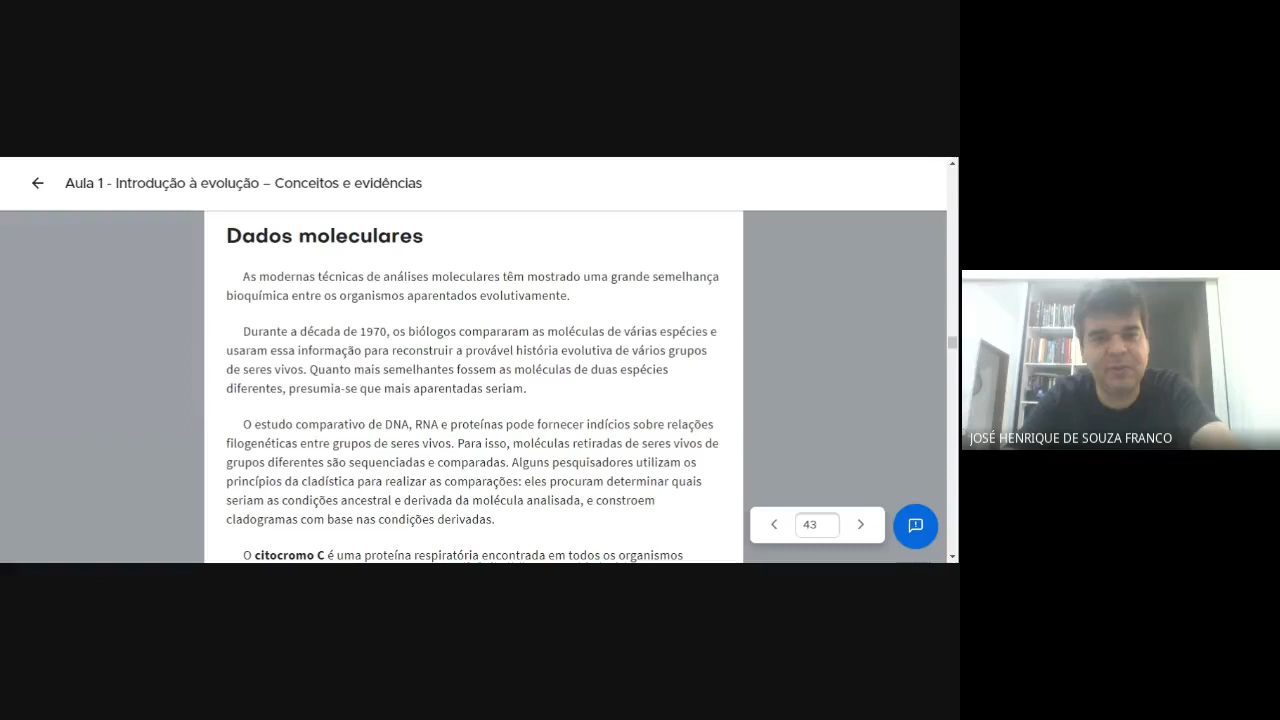 Aula 1 - Introdução à evolução – Conceitos e evidências
Dados moleculares
As modernas técnicas de análises moleculares têm mostrado uma grande semelhança
bioquímica entre os organismos aparentados evolutivamente.
Durante a década de 1970, os biólogos compararam as moléculas de várias espécies e
usaram essa informação para reconstruir a provável história evolutiva de vários grupos
de seres vivos. Quanto mais semelhantes fossem as moléculas de duas espécies
diferentes, presumia-se que mais aparentadas seriam.
O estudo comparativo de DNA, RNA e proteínas pode fornecer indícios sobre relações
filogenéticas entre grupos de seres vivos. Para isso, moléculas retiradas de seres vivos de
grupos diferentes são sequenciadas e comparadas. Alguns pesquisadores utilizam os
princípios da cladística para realizar as comparações: eles procuram determinar quais
seriam as condições ancestral e derivada da molécula analisada, e constroem
cladogramas com base nas condições derivadas.
O citocromo C é uma proteína respiratória encontrada em todos os organismos
43
JOSÉ HENRIQUE DE SOUZA FRANCO